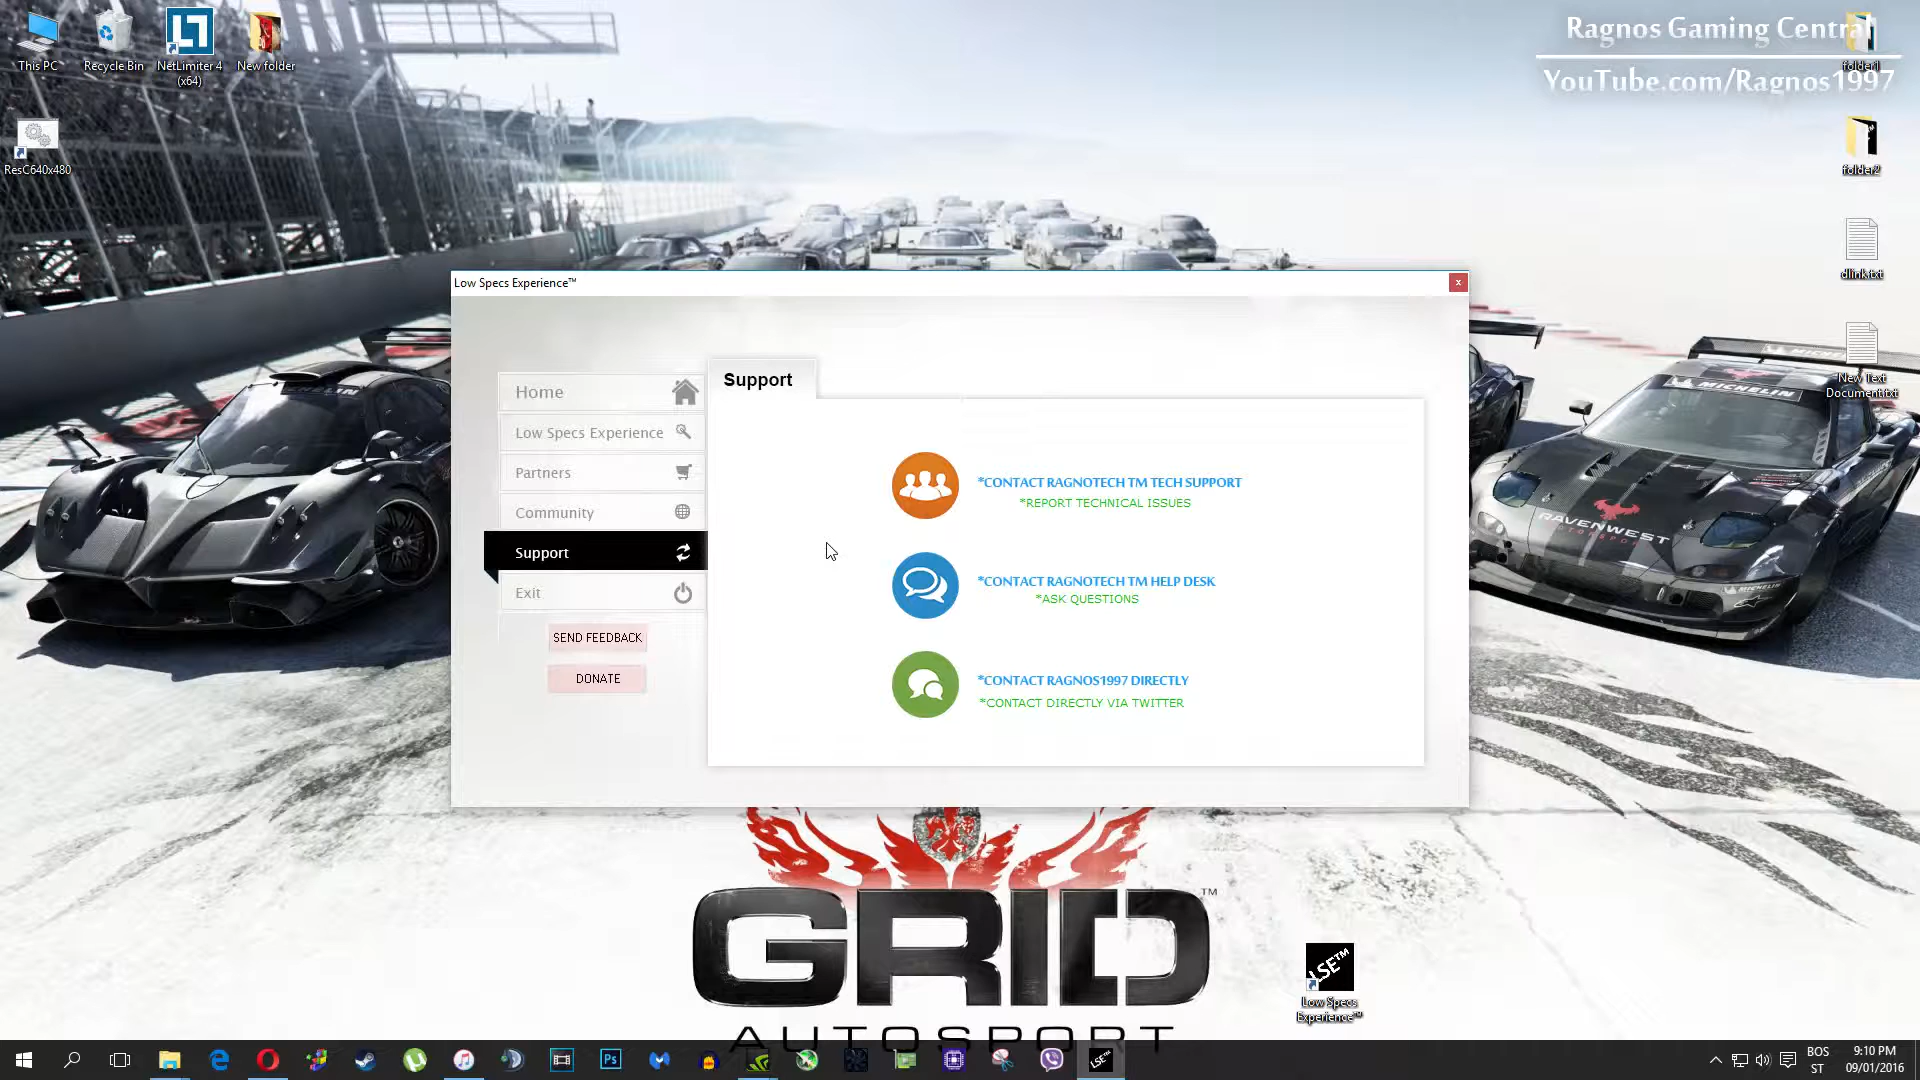 This PC
Recycle Bin
NetLimiter 4
(x64)
New folder
ResC640x480
Ragnos Gaming Central
YouTube.com/Ragnos1997
folder1
folder2
dlink.txt
New Text
Document.txt
MICHELIN
RAVENWEST
MOTORSPORT
Low Specs Experience™
x
Home
Low Specs Experience
Partners
Community
Support
Exit
SEND FEEDBACK
DONATE
Support
*CONTACT RAGNOTECH TM TECH SUPPORT
*REPORT TECHNICAL ISSUES
*CONTACT RAGNOTECH TM HELP DESK
*ASK QUESTIONS
*CONTACT RAGNOS1997 DIRECTLY
*CONTACT DIRECTLY VIA TWITTER
GRID™
AUTOSPORT
LSE™
Low Specs
Experience™
Ps
LSE™
BOS
ST
9:10 PM
09/01/2016